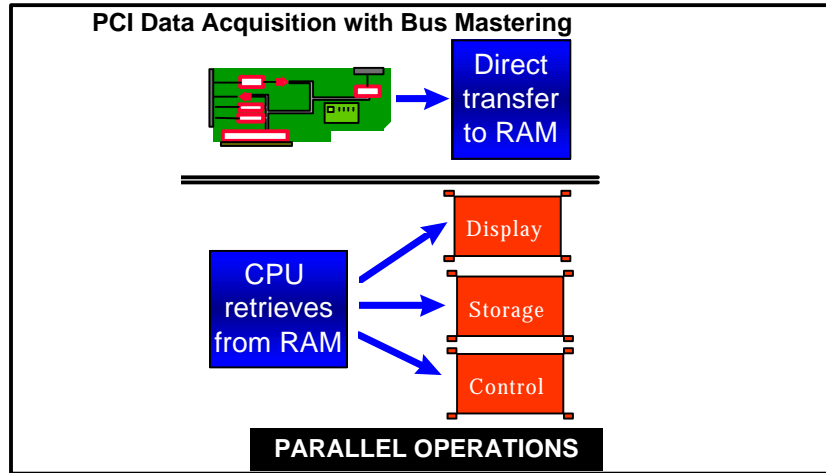 PCI Data Acquisition with Bus Mastering
Direct
transfer
to RAM
CPU
retrieves
from RAM
Display
Storage
Control
PARALLEL OPERATIONS